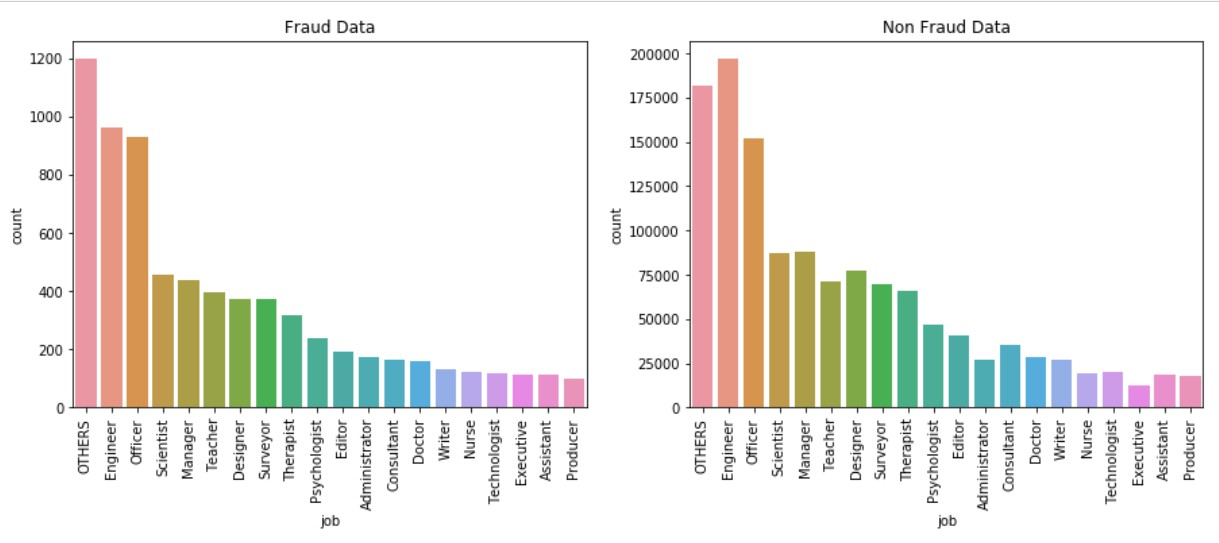 Fraud Data
1200
1000
800
600
400
200
0
count
OTHERS
Engineer
Officer
Scientist
Manager
Teacher
Designer
Surveyor
Therapist
Psychologist
Editor
Administrator
Consultant
Doctor
Writer
Nurse
Technologist
Executive
Assistant
Producer
job
Non Fraud Data
200000
175000
150000
125000
100000
75000
50000
25000
0
count
OTHERS
Engineer
Officer
Scientist
Manager
Teacher
Designer
Surveyor
Therapist
Psychologist
Editor
Administrator
Consultant
Doctor
Writer
Nurse
Technologist
Executive
Assistant
Producer
job